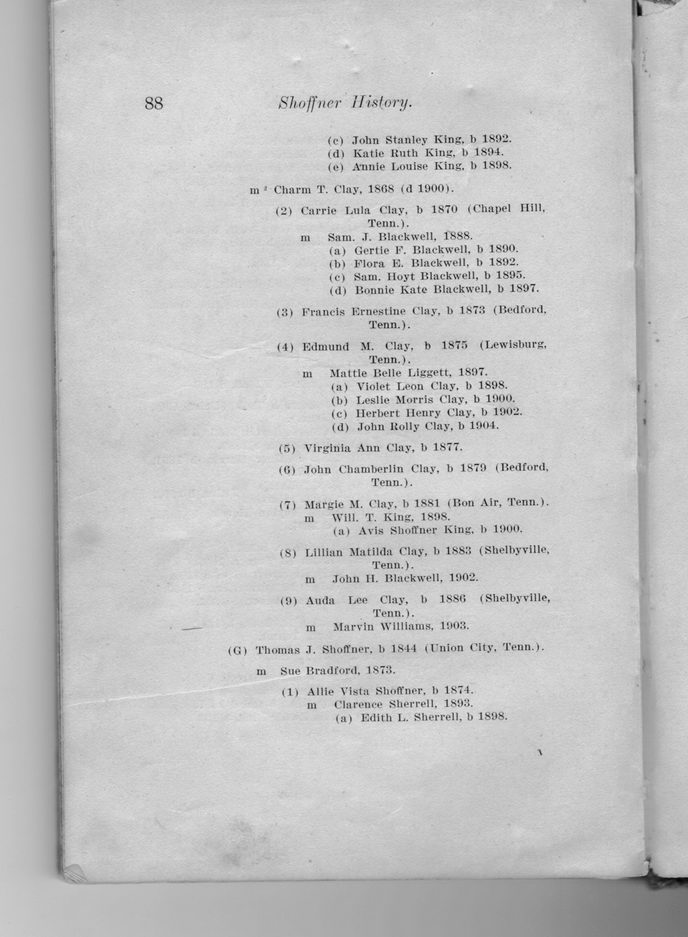 88 Shoffner History.
(c) John Stanley King, b 1892.
(d) Katie Ruth King, b 1894.
(e) Annie Louise King, b 1898.
m ² Charm T. Clay, 1868 (d 1900).
(2) Carrie Lula Clay, b 1870 (Chapel Hill,
Tenn.).
m Sam. J. Blackwell, 1888.
(a) Gertie F. Blackwell, b 1890.
(b) Flora E. Blackwell, b 1892.
(c) Sam. Hoyt Blackwell, b 1895.
(d) Bonnie Kate Blackwell, b 1897.
(3) Francis Ernestine Clay, b 1873 (Bedford,
Tenn.).
(4) Edmund M. Clay, b 1875 (Lewisburg,
Tenn.).
m Mattie Belle Liggett, 1897.
(a) Violet Leon Clay, b 1898.
(b) Leslie Morris Clay, b 1900.
(c) Herbert Henry Clay, b 1902.
(d) John Rolly Clay, b 1904.
(5) Virginia Ann Clay, b 1877.
(6) John Chamberlin Clay, b 1879 (Bedford,
Tenn.).
(7) Margie M. Clay, b 1881 (Bon Air, Tenn.).
m Will. T. King, 1898.
(a) Avis Shoffner King, b 1900.
(8) Lillian Matilda Clay, b 1883 (Shelbyville,
Tenn.).
m John H. Blackwell, 1902.
(9) Auda Lee Clay, b 1886 (Shelbyville,
Tenn.).
m Marvin Williams, 1903.
(G) Thomas J. Shoffner, b 1844 (Union City, Tenn.).
m Sue Bradford, 1873.
(1) Allie Vista Shoffner, b 1874.
m Clarence Sherrell, 1893.
(a) Edith L. Sherrell, b 1898.